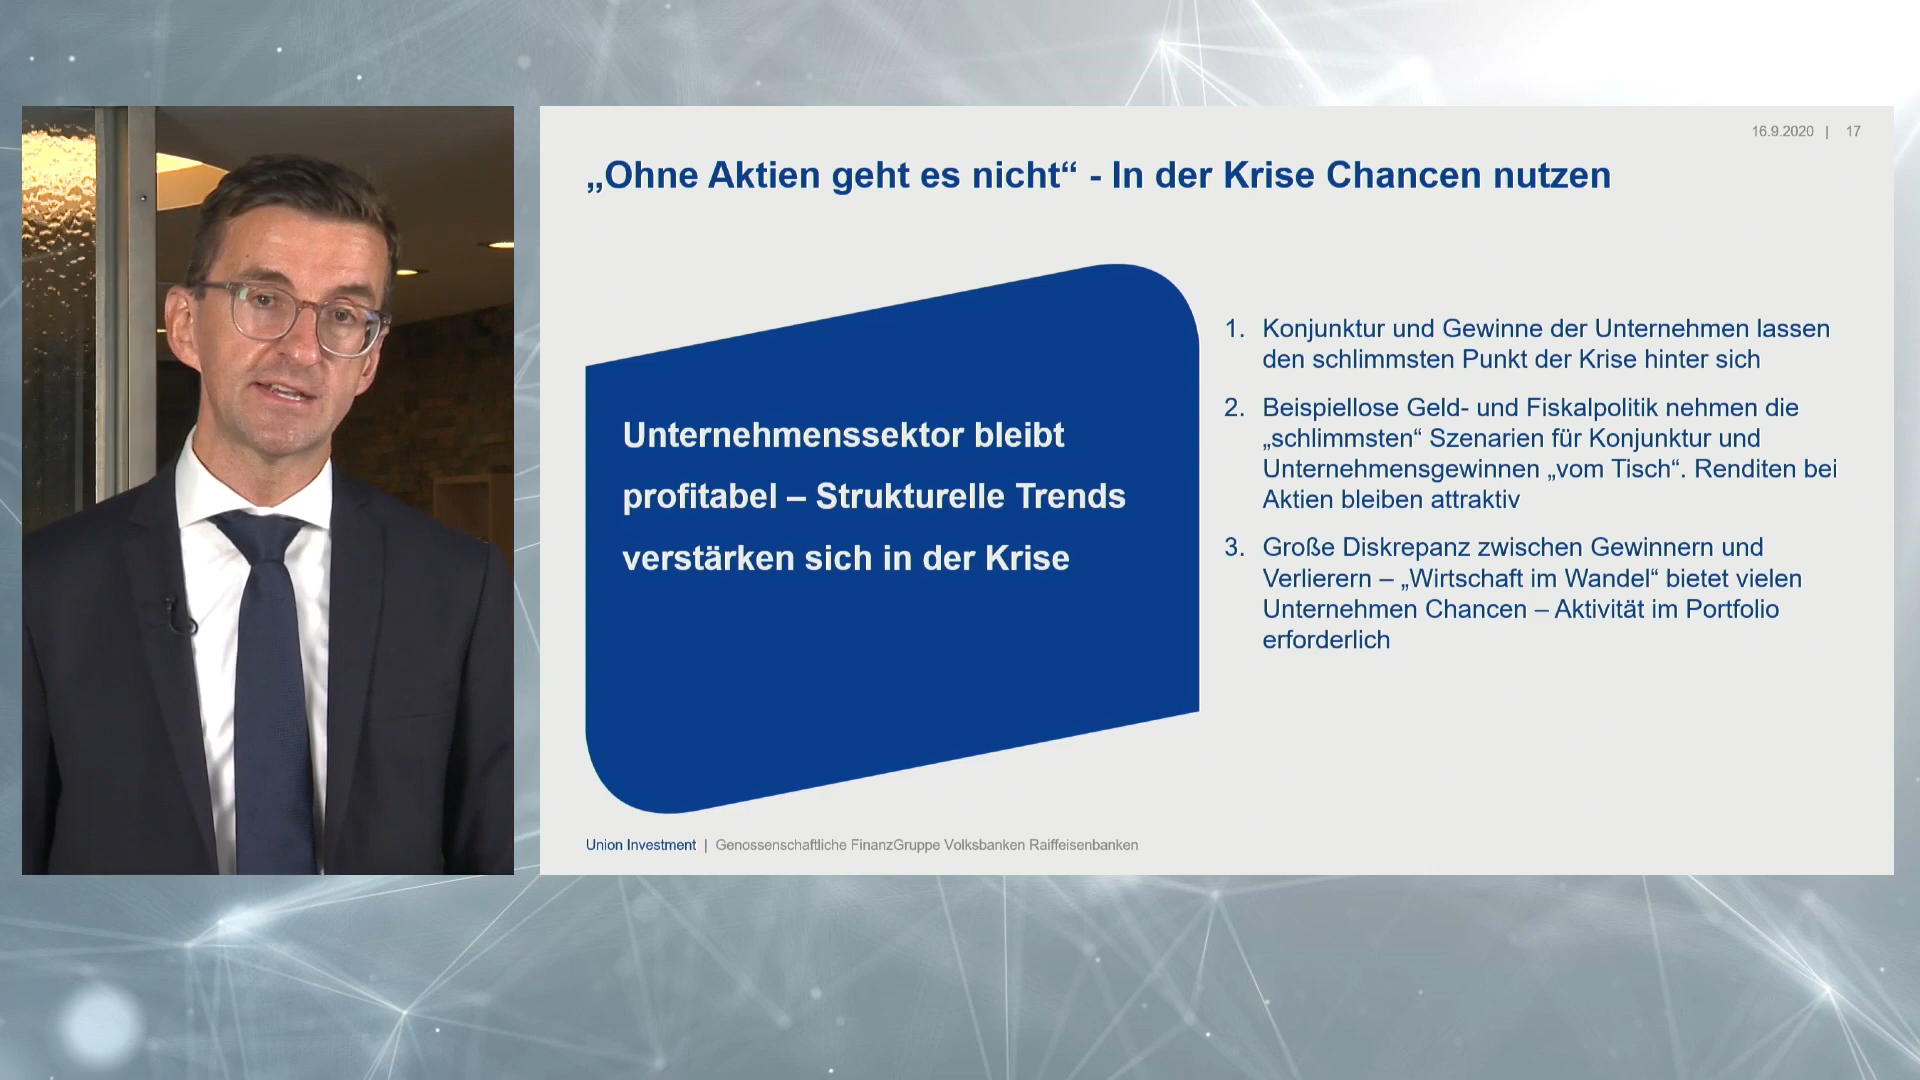 16.9.2020 | 17
„Ohne Aktien geht es nicht“ - In der Krise Chancen nutzen
Unternehmenssektor bleibt
profitabel – Strukturelle Trends
verstärken sich in der Krise
1. Konjunktur und Gewinne der Unternehmen lassen
den schlimmsten Punkt der Krise hinter sich
2. Beispiellose Geld- und Fiskalpolitik nehmen die
„schlimmsten“ Szenarien für Konjunktur und
Unternehmensgewinnen „vom Tisch“. Renditen bei
Aktien bleiben attraktiv
3. Große Diskrepanz zwischen Gewinnern und
Verlierern – „Wirtschaft im Wandel“ bietet vielen
Unternehmen Chancen – Aktivität im Portfolio
erforderlich
Union Investment | Genossenschaftliche FinanzGruppe Volksbanken Raiffeisenbanken